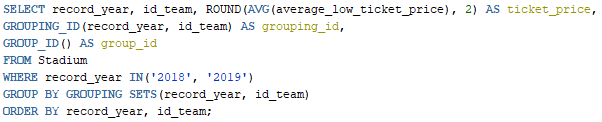 SELECT record_year, id_team, ROUND(AVG(average_low_ticket_price), 2) AS ticket_price,
GROUPING_ID(record_year, id_team) AS grouping_id,
GROUP_ID() AS group_id
FROM Stadium
WHERE record_year IN('2018', '2019')
GROUP BY GROUPING SETS(record_year, id_team)
ORDER BY record_year, id_team;